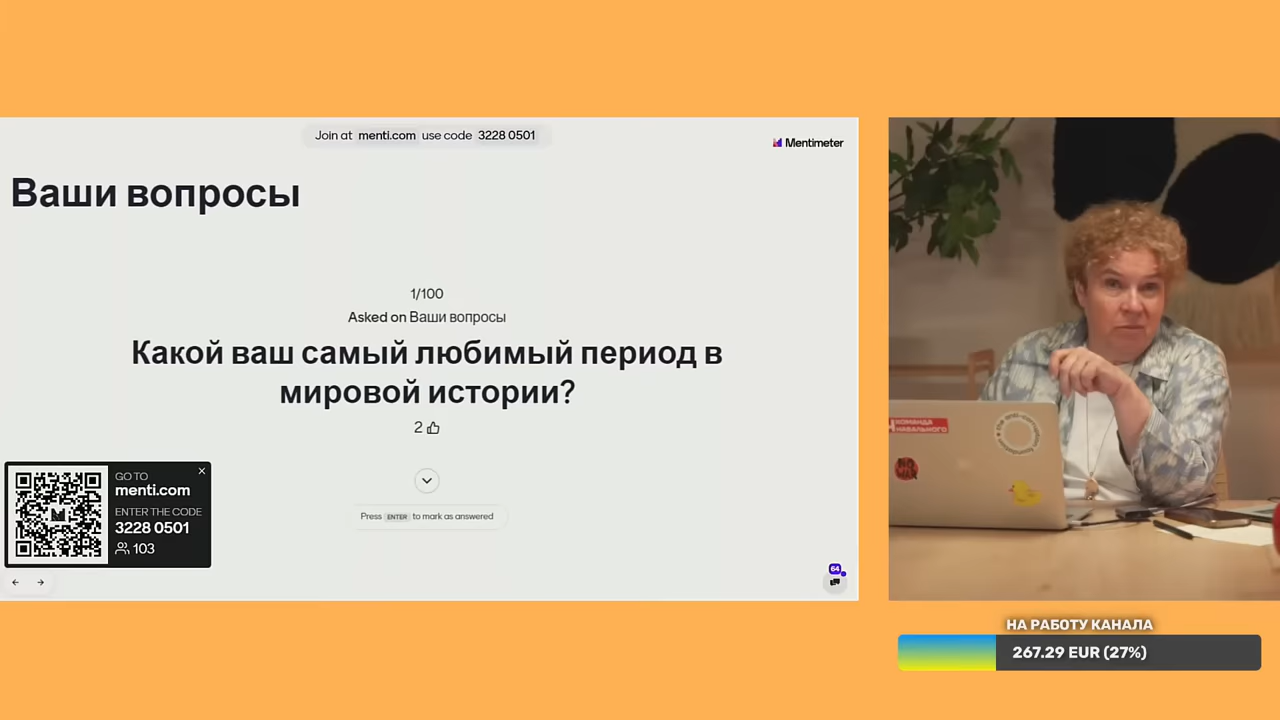 Join at menti.com use code 3228 0501
Mentimeter
Ваши вопросы
1/100
Asked on Ваши вопросы
Какой ваш самый любимый период в
мировой истории?
2
Press ENTER to mark as answered
GO TO
menti.com
ENTER THE CODE
3228 0501
103
64
КОМАНДА
НАВАЛЬНОГО
NO
WAR
НА РАБОТУ КАНАЛА
267.29 EUR (27%)